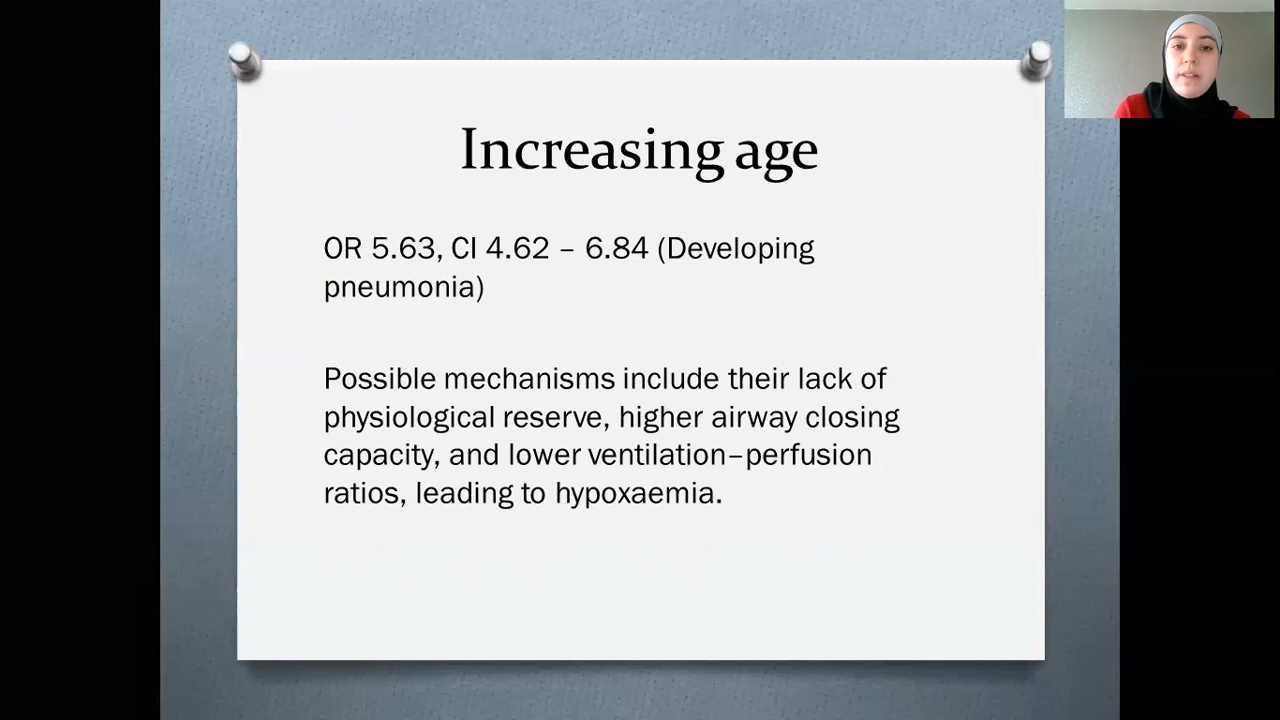 Increasing age
OR 5.63, CI 4.62 – 6.84 (Developing
pneumonia)
Possible mechanisms include their lack of
physiological reserve, higher airway closing
capacity, and lower ventilation–perfusion
ratios, leading to hypoxaemia.